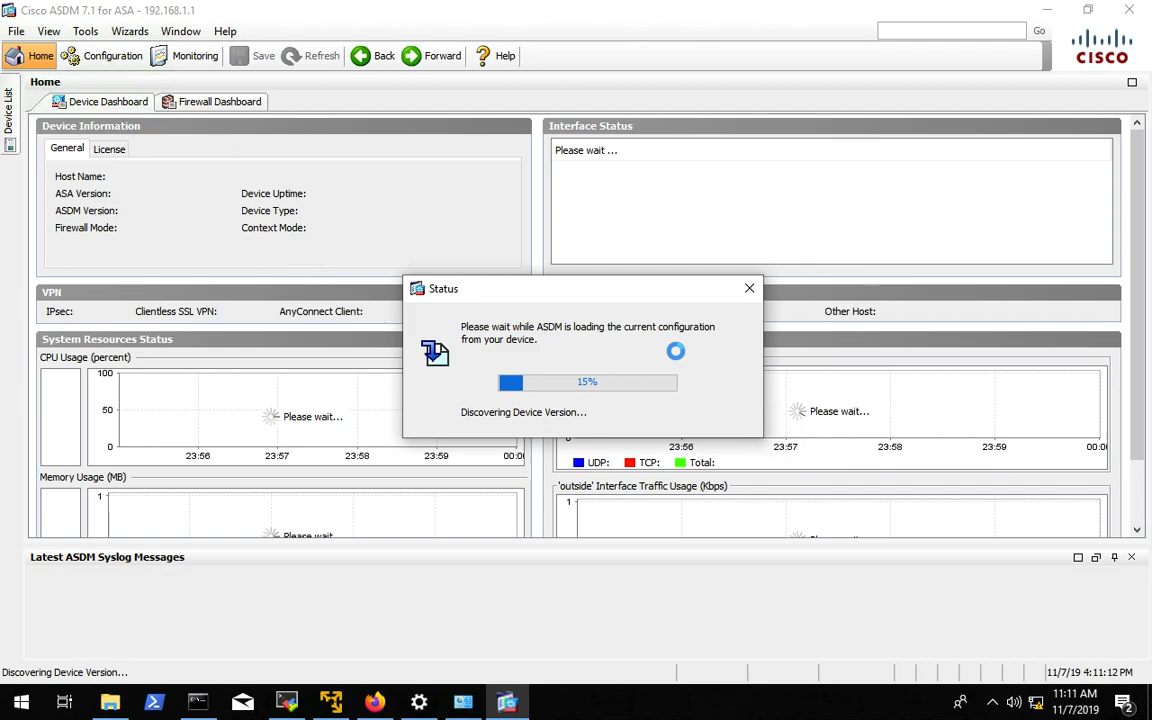 Cisco ASDM 7.1 for ASA - 192.168.1.1
File View Tools Wizards Window Help
Go
Home Configuration Monitoring Save Refresh Back Forward Help
CISCO
Device List
Home
Device Dashboard Firewall Dashboard
Device Information
General License
Host Name:
ASA Version: Device Uptime:
ASDM Version: Device Type:
Firewall Mode: Context Mode:
Interface Status
Please wait ...
VPN
IPsec: Clientless SSL VPN: AnyConnect Client:
Other Host:
System Resources Status
CPU Usage (percent)
100
50
0
Please wait...
23:56 23:57 23:58 23:59 00:0
Memory Usage (MB)
1
Please wait
Status
Please wait while ASDM is loading the current configuration
from your device.
15%
Discovering Device Version...
Please wait...
0
23:56 23:57 23:58 23:59 00:0
UDP: TCP: Total:
'outside' Interface Traffic Usage (Kbps)
1
Latest ASDM Syslog Messages
Discovering Device Version...
11/7/19 4:11:12 PM
11:11 AM
11/7/2019
2